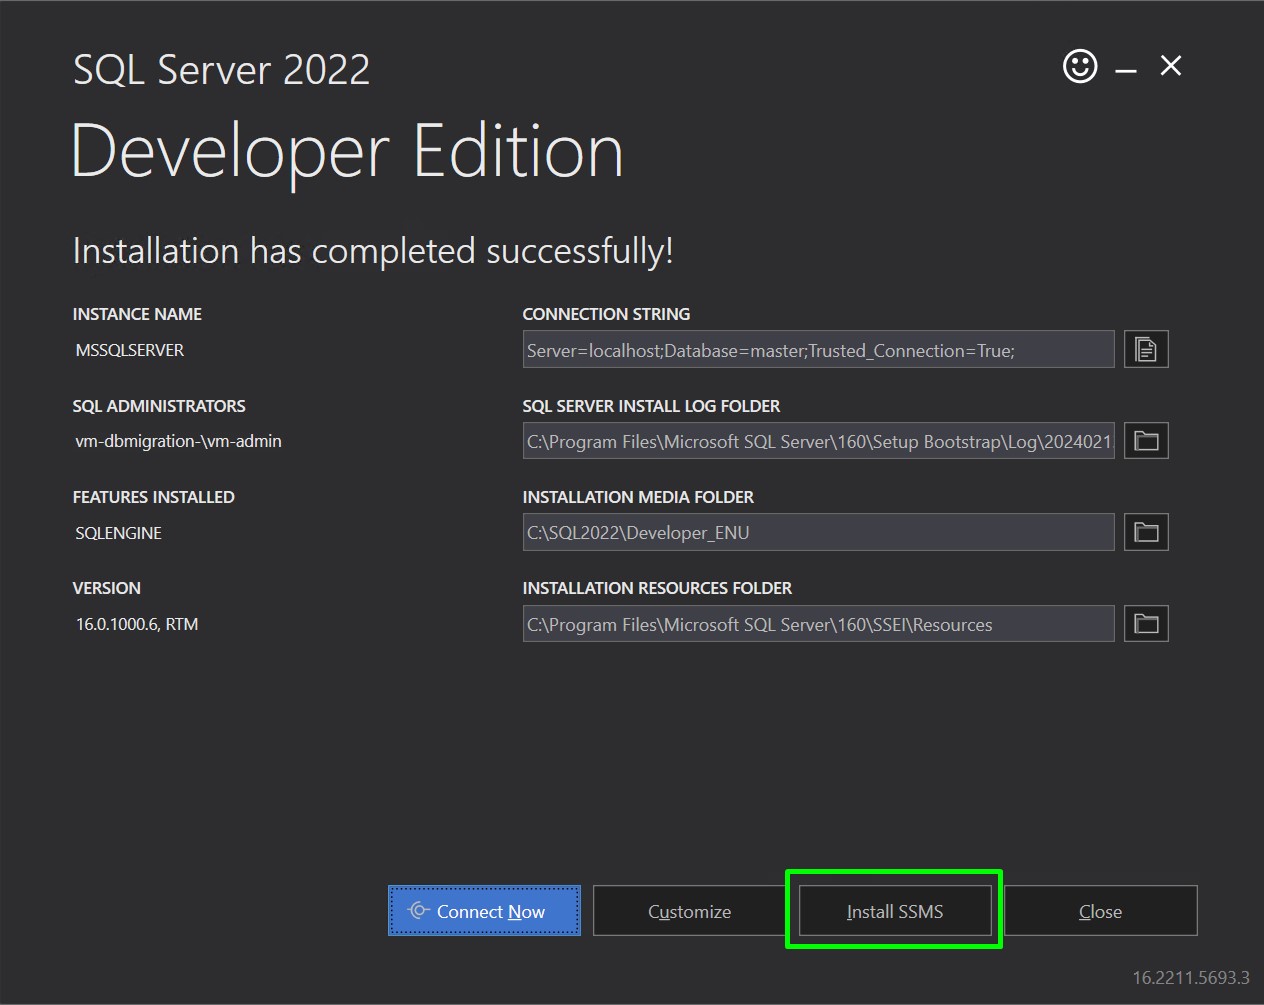 SQL Server 2022
Developer Edition
Installation has completed successfully!
INSTANCE NAME
MSSQLSERVER
CONNECTION STRING
Server=localhost;Database=master;Trusted_Connection=True;
SQL ADMINISTRATORS
vm-dbmigration-\vm-admin
SQL SERVER INSTALL LOG FOLDER
C:\Program Files\Microsoft SQL Server\160\Setup Bootstrap\Log\2024021
FEATURES INSTALLED
SQLENGINE
INSTALLATION MEDIA FOLDER
C:\SQL2022\Developer_ENU
VERSION
16.0.1000.6, RTM
INSTALLATION RESOURCES FOLDER
C:\Program Files\Microsoft SQL Server\160\SSEI\Resources
Connect Now
Customize
Install SSMS
Close
16.2211.5693.3